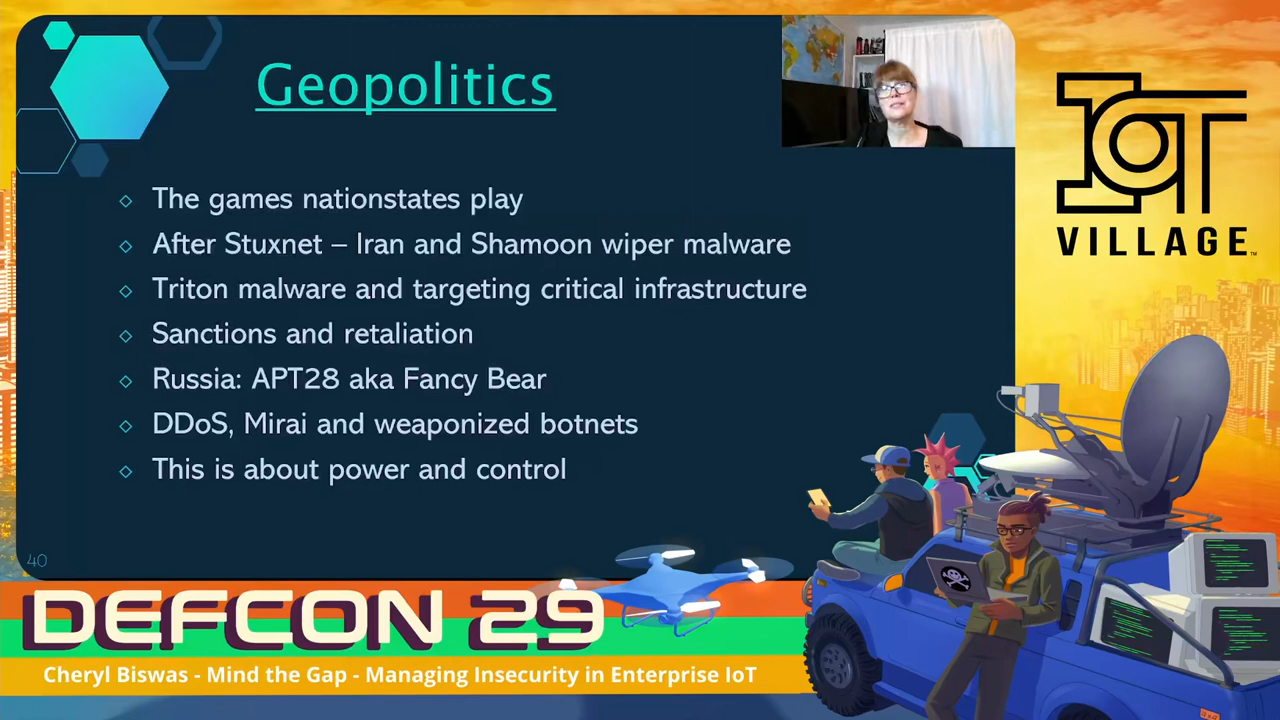 Geopolitics
The games nationstates play
After Stuxnet – Iran and Shamoon wiper malware
Triton malware and targeting critical infrastructure
Sanctions and retaliation
Russia: APT28 aka Fancy Bear
DDoS, Mirai and weaponized botnets
This is about power and control
40
IOT
VILLAGE™
DEFCON 29
Cheryl Biswas - Mind the Gap - Managing Insecurity in Enterprise IoT